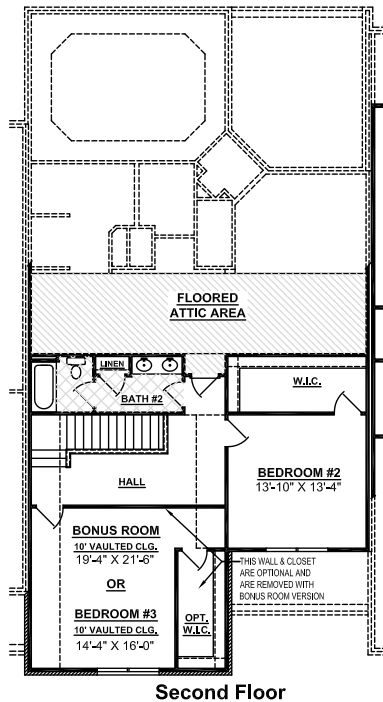 FLOORED
ATTIC AREA
LINEN
BATH #2
W.I.C.
HALL
BEDROOM #2
13'-10" X 13'-4"
BONUS ROOM
10' VAULTED CLG.
19'-4" X 21'-6"
OR
BEDROOM #3
10' VAULTED CLG.
14'-4" X 16'-0"
OPT.
W.I.C.
THIS WALL & CLOSET
ARE OPTIONAL AND
ARE REMOVED WITH
BONUS ROOM VERSION
Second Floor